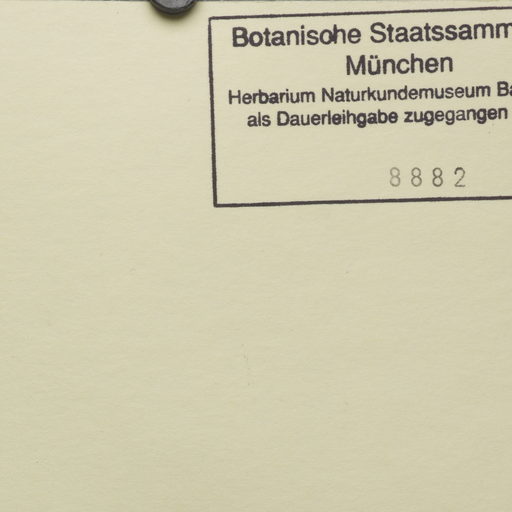 Botanische Staatssamm
München
Herbarium Naturkundemuseum Ba
als Dauerleihgabe zugegangen
8882